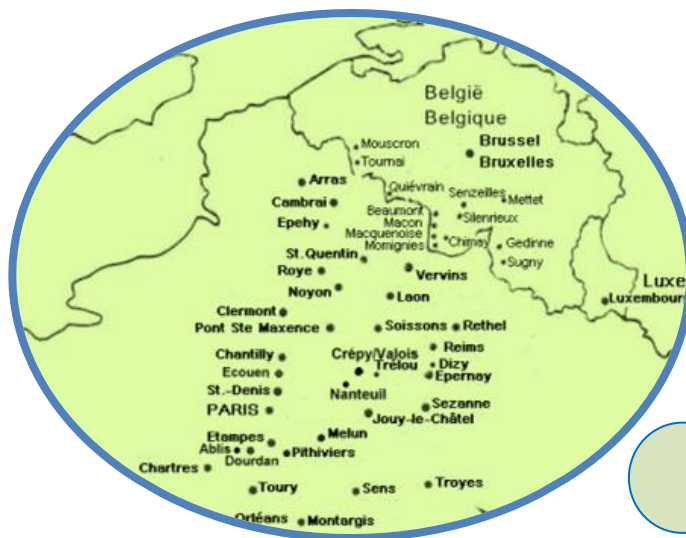 België
Belgique
Brussel
Bruxelles
Mouscron
Tournai
Arras
Quiévrain
Senzeilles
Mettet
Cambrai
Beaumont
Silenrieux
Epehy
Macon
Macquenoise
Chimay
Momignies
Gedinne
St.Quentin
Sugny
Roye
Vervins
Luxe
Noyon
Laon
Luxembour
Clermont
Pont Ste Maxence
Soissons
Rethel
Reims
Chantilly
Crépy/Valois
Dizy
Ecouen
Trélou
Epernay
St.-Denis
Nanteuil
PARIS
Sezanne
Jouy-le-Châtel
Etampes
Melun
Ablis
Dourdan
Pithiviers
Chartres
Toury
Sens
Troyes
Orléans
Montargis